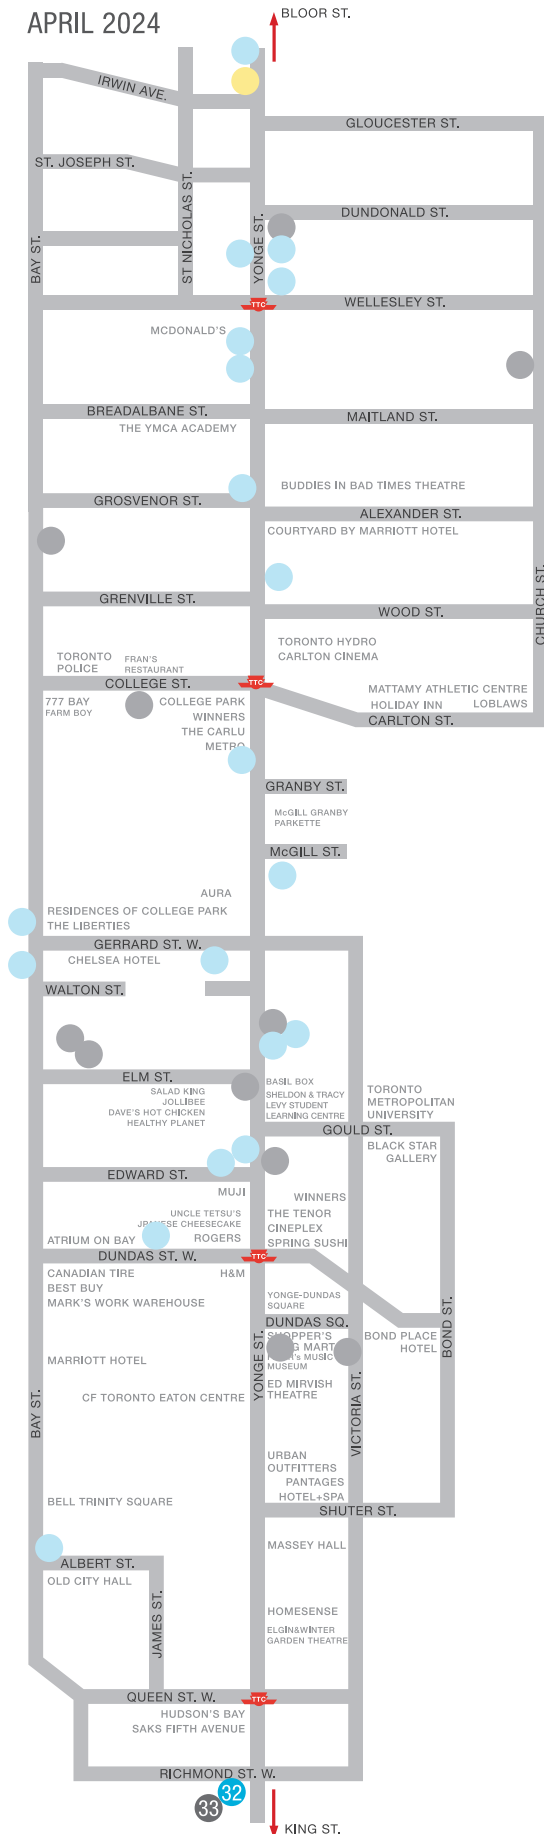 APRIL 2024
BLOOR ST.
IRWIN AVE.
GLOUCESTER ST.
ST. JOSEPH ST.
ST NICHOLAS ST.
DUNDONALD ST.
BAY ST.
YONGE ST.
TTC
WELLESLEY ST.
MCDONALD'S
BREADALBANE ST.
MAITLAND ST.
THE YMCA ACADEMY
BUDDIES IN BAD TIMES THEATRE
GROSVENOR ST.
ALEXANDER ST.
COURTYARD BY MARRIOTT HOTEL
GRENVILLE ST.
WOOD ST.
CHURCH ST.
TORONTO HYDRO
CARLTON CINEMA
TORONTO
POLICE
FRAN'S
RESTAURANT
COLLEGE ST.
TTC
MATTAMY ATHLETIC CENTRE
HOLIDAY INN
LOBLAWS
CARLTON ST.
777 BAY
FARM BOY
COLLEGE PARK
WINNERS
THE CARLU
METRO
GRANBY ST.
McGILL GRANBY
PARKETTE
McGILL ST.
AURA
RESIDENCES OF COLLEGE PARK
THE LIBERTIES
GERRARD ST. W.
CHELSEA HOTEL
WALTON ST.
ELM ST.
SALAD KING
JOLLIBEE
DAVE'S HOT CHICKEN
HEALTHY PLANET
BASIL BOX
SHELDON & TRACY
LEVY STUDENT
LEARNING CENTRE
TORONTO
METROPOLITAN
UNIVERSITY
GOULD ST.
BLACK STAR
GALLERY
EDWARD ST.
MUJI
WINNERS
UNCLE TETSU'S
CHEESECAKE
ROGERS
THE TENOR
CINEPLEX
SPRING SUSHI
ATRIUM ON BAY
DUNDAS ST. W.
TTC
CANADIAN TIRE
BEST BUY
MARK'S WORK WAREHOUSE
H&M
YONGE-DUNDAS
SQUARE
DUNDAS SQ.
BOND ST.
BOND PLACE
HOTEL
MART
MUSIC
MUSEUM
YONGE ST.
VICTORIA ST.
MARRIOTT HOTEL
ED MIRVISH
THEATRE
CF TORONTO EATON CENTRE
BAY ST.
URBAN
OUTFITTERS
PANTAGES
HOTEL+SPA
BELL TRINITY SQUARE
SHUTER ST.
MASSEY HALL
ALBERT ST.
OLD CITY HALL
JAMES ST.
HOMESENSE
ELGIN&WINTER
GARDEN THEATRE
QUEEN ST. W.
TTC
HUDSON'S BAY
SAKS FIFTH AVENUE
RICHMOND ST. W.
32
33
KING ST.